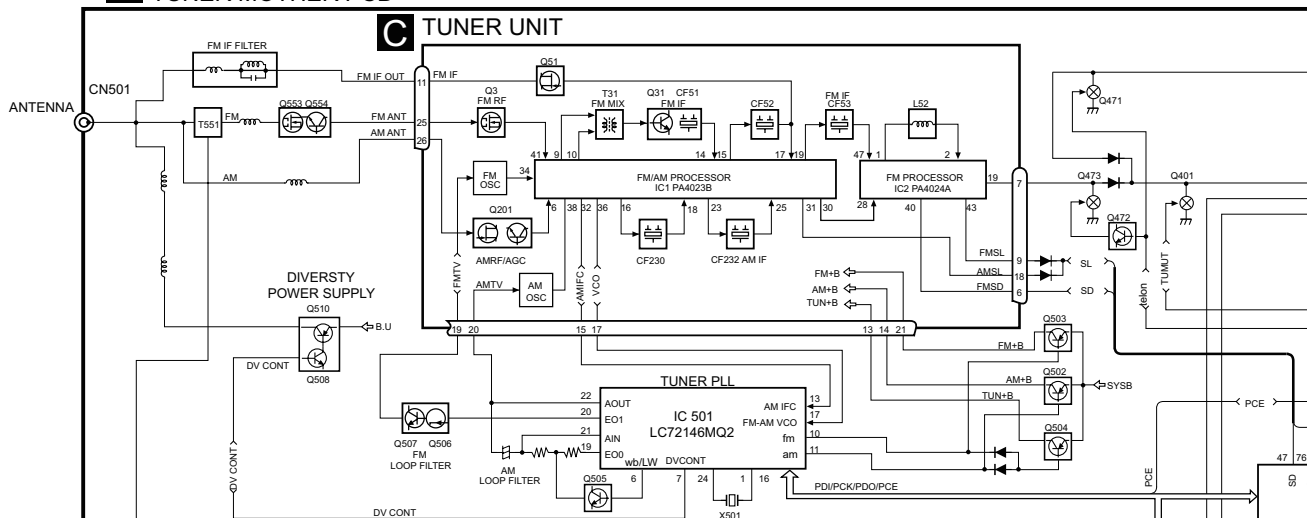 C TUNER UNIT
FM IF FILTER
CN501
ANTENNA
FM IF OUT
11
FM IF
Q51
Q553 Q554
T551
FM
FM ANT
25
AM ANT
26
AM
Q3
FM RF
T31
FM MIX
Q31 CF51
FM IF
CF52
FM IF
CF53
L52
41
9
10
14
15
17
19
47
1
2
FM
OSC
34
FM/AM PROCESSOR
IC1 PA4023B
FM PROCESSOR
IC2 PA4024A
19
7
Q471
Q473
Q401
Q472
Q201
AMRF/AGC
6
38
32
36
16
18
23
25
31
30
28
40
43
CF230
CF232 AM IF
FMTV
AMTV
AM
OSC
AMIFC
VCO
FM+B
AM+B
TUN+B
FMSL
9
AMSL
18
FMSD
6
SL
SD
telon
TUMUT
DIVERSTY
POWER SUPPLY
Q510
B.U
DV CONT
Q508
19
20
15
17
13
14
21
Q503
FM+B
Q502
AM+B
SYSB
TUN+B
Q504
TUNER PLL
IC 501
LC72146MQ2
22
AOUT
20
EO1
21
AIN
19
EO0
AM IFC
13
FM-AM VCO
17
fm
10
am
11
wb/LW
DVCONT
6
7
24
1
16
Q507
Q506
FM
LOOP FILTER
AM
LOOP FILTER
Q505
X501
PDI/PCK/PDO/PCE
PCE
PCE
47
76
SD
DV CONT
DV CONT